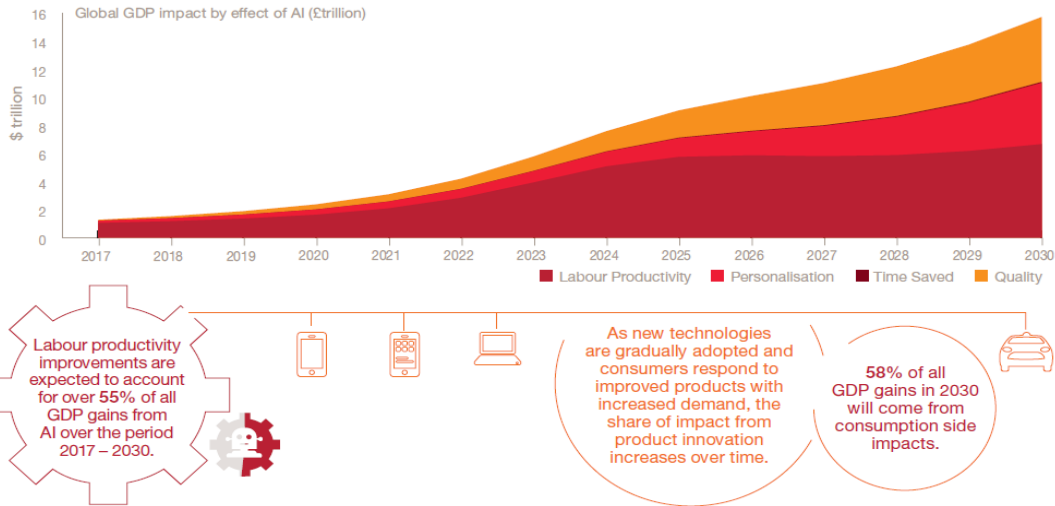 Global GDP impact by effect of AI (£trillion)
$ trillion
16
14
12
10
8
6
4
2
0
2017 2018 2019 2020 2021 2022 2023 2024 2025 2026 2027 2028 2029 2030
Labour Productivity Personalisation Time Saved Quality
Labour productivity
improvements are
expected to account
for over 55% of all
GDP gains from
AI over the period
2017 – 2030.
As new technologies
are gradually adopted and
consumers respond to
improved products with
increased demand, the
share of impact from
product innovation
increases over time.
58% of all
GDP gains in 2030
will come from
consumption side
impacts.